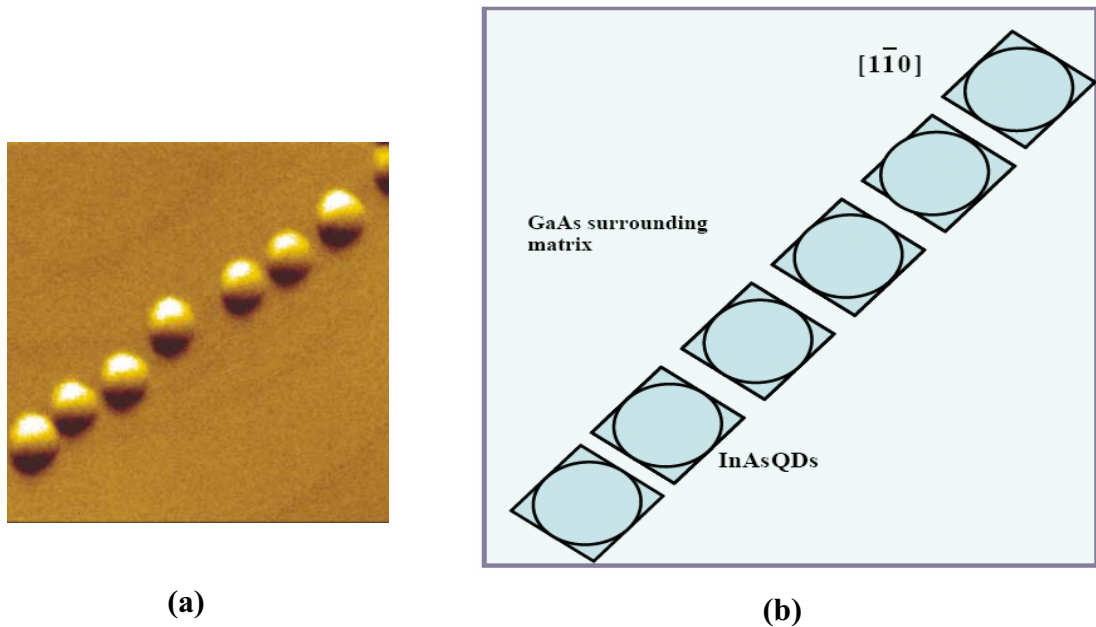 [11̅0]
GaAs surrounding
matrix
InAsQDs
(a)
(b)